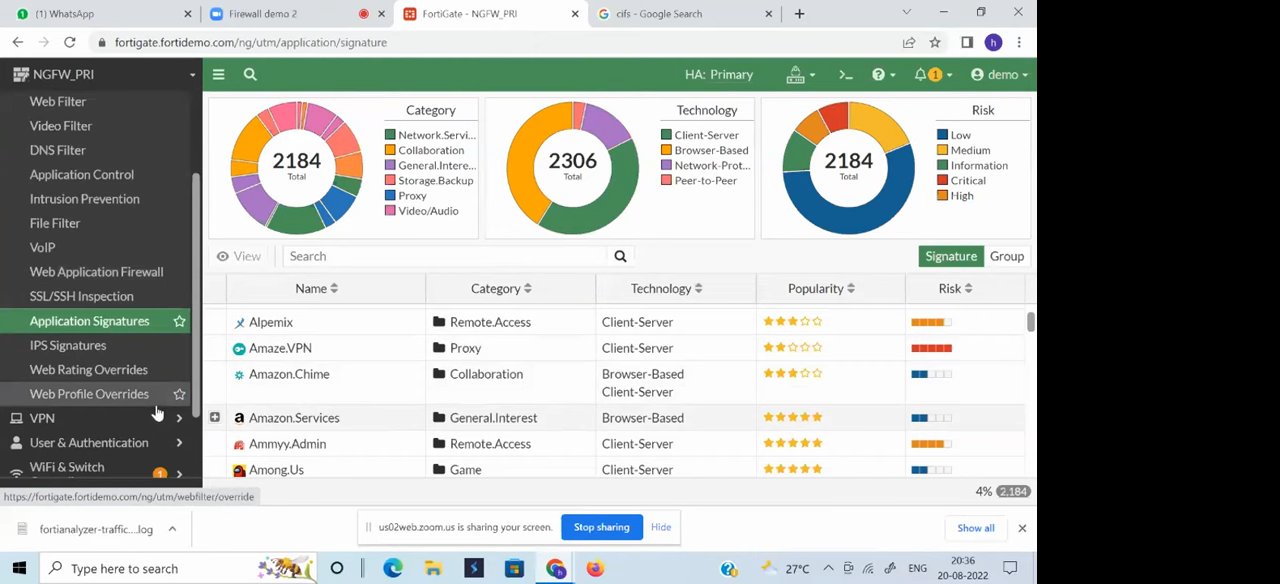 (1) WhatsApp
Firewall demo 2
FortiGate - NGFW_PRI
cifs - Google Search
fortigate.fortidemo.com/ng/utm/application/signature
h
NGFW_PRI
HA: Primary
1
demo
Web Filter
Video Filter
DNS Filter
Application Control
Intrusion Prevention
File Filter
VoIP
Web Application Firewall
SSL/SSH Inspection
Application Signatures
IPS Signatures
Web Rating Overrides
Web Profile Overrides
VPN
User & Authentication
WiFi & Switch
1
2184
Total
Category
Network.Servi...
Collaboration
General.Intere...
Storage.Backup
Proxy
Video/Audio
2306
Total
Technology
Client-Server
Browser-Based
Network-Prot...
Peer-to-Peer
2184
Total
Risk
Low
Medium
Information
Critical
High
View
Search
Signature
Group
Name Category Technology Popularity Risk
Alpemix Remote.Access Client-Server
Amaze.VPN Proxy Client-Server
Amazon.Chime Collaboration Browser-Based
Client-Server
Amazon.Services General.Interest Browser-Based
Ammyy.Admin Remote.Access Client-Server
Among.Us Game Client-Server
4% 2,184
https://fortigate.fortidemo.com/ng/utm/webfilter/override
fortianalyzer-traffic....log
us02web.zoom.us is sharing your screen.
Stop sharing
Hide
Show all
Type here to search
27°C
ENG
20:36
20-08-2022